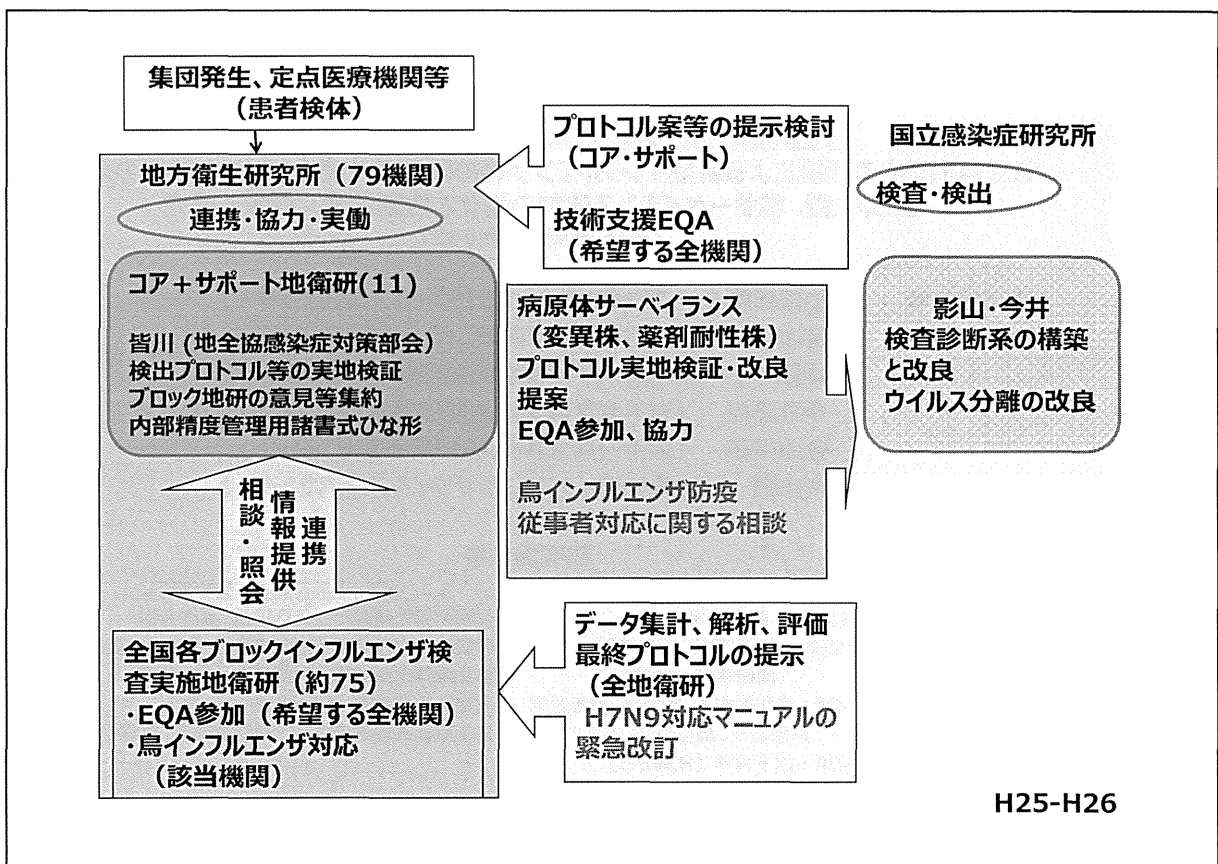 集団発生、定点医療機関等
（患者検体）
地方衛生研究所（79機関）
連携・協力・実働
コア＋サポート地衛研(11)
皆川 (地全協感染症対策部会）
検出プロトコル等の実地検証
ブロック地研の意見等集約
内部精度管理用諸書式ひな形
連携
情報提供
相談・照会
全国各ブロックインフルエンザ検
査実施地衛研（約75）
・EQA参加（希望する全機関）
・鳥インフルエンザ対応
（該当機関）
プロトコル案等の提示検討
（コア・サポート）
技術支援EQA
（希望する全機関）
病原体サーベイランス
（変異株、薬剤耐性株）
プロトコル実地検証・改良
提案
EQA参加、協力
鳥インフルエンザ防疫
従事者対応に関する相談
データ集計、解析、評価
最終プロトコルの提示
（全地衛研）
H7N9対応マニュアルの
緊急改訂
国立感染症研究所
検査・検出
影山・今井
検査診断系の構築
と改良
ウイルス分離の改良
H25-H26